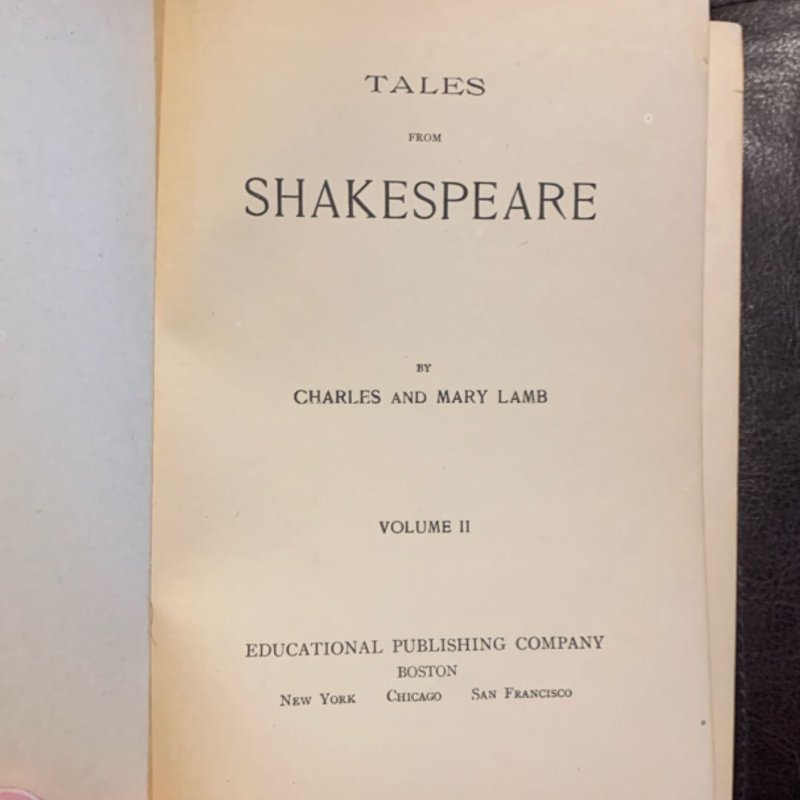 TALES
FROM
SHAKESPEARE
BY
CHARLES AND MARY LAMB
VOLUME II
EDUCATIONAL PUBLISHING COMPANY
BOSTON
NEW YORK CHICAGO SAN FRANCISCO